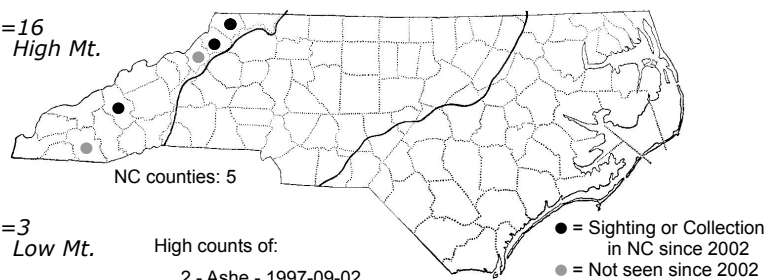 =16
High Mt.
NC counties: 5
=3
Low Mt.
High counts of:
2 - Ashe - 1997-09-02
● = Sighting or Collection
in NC since 2002
● = Not seen since 2002